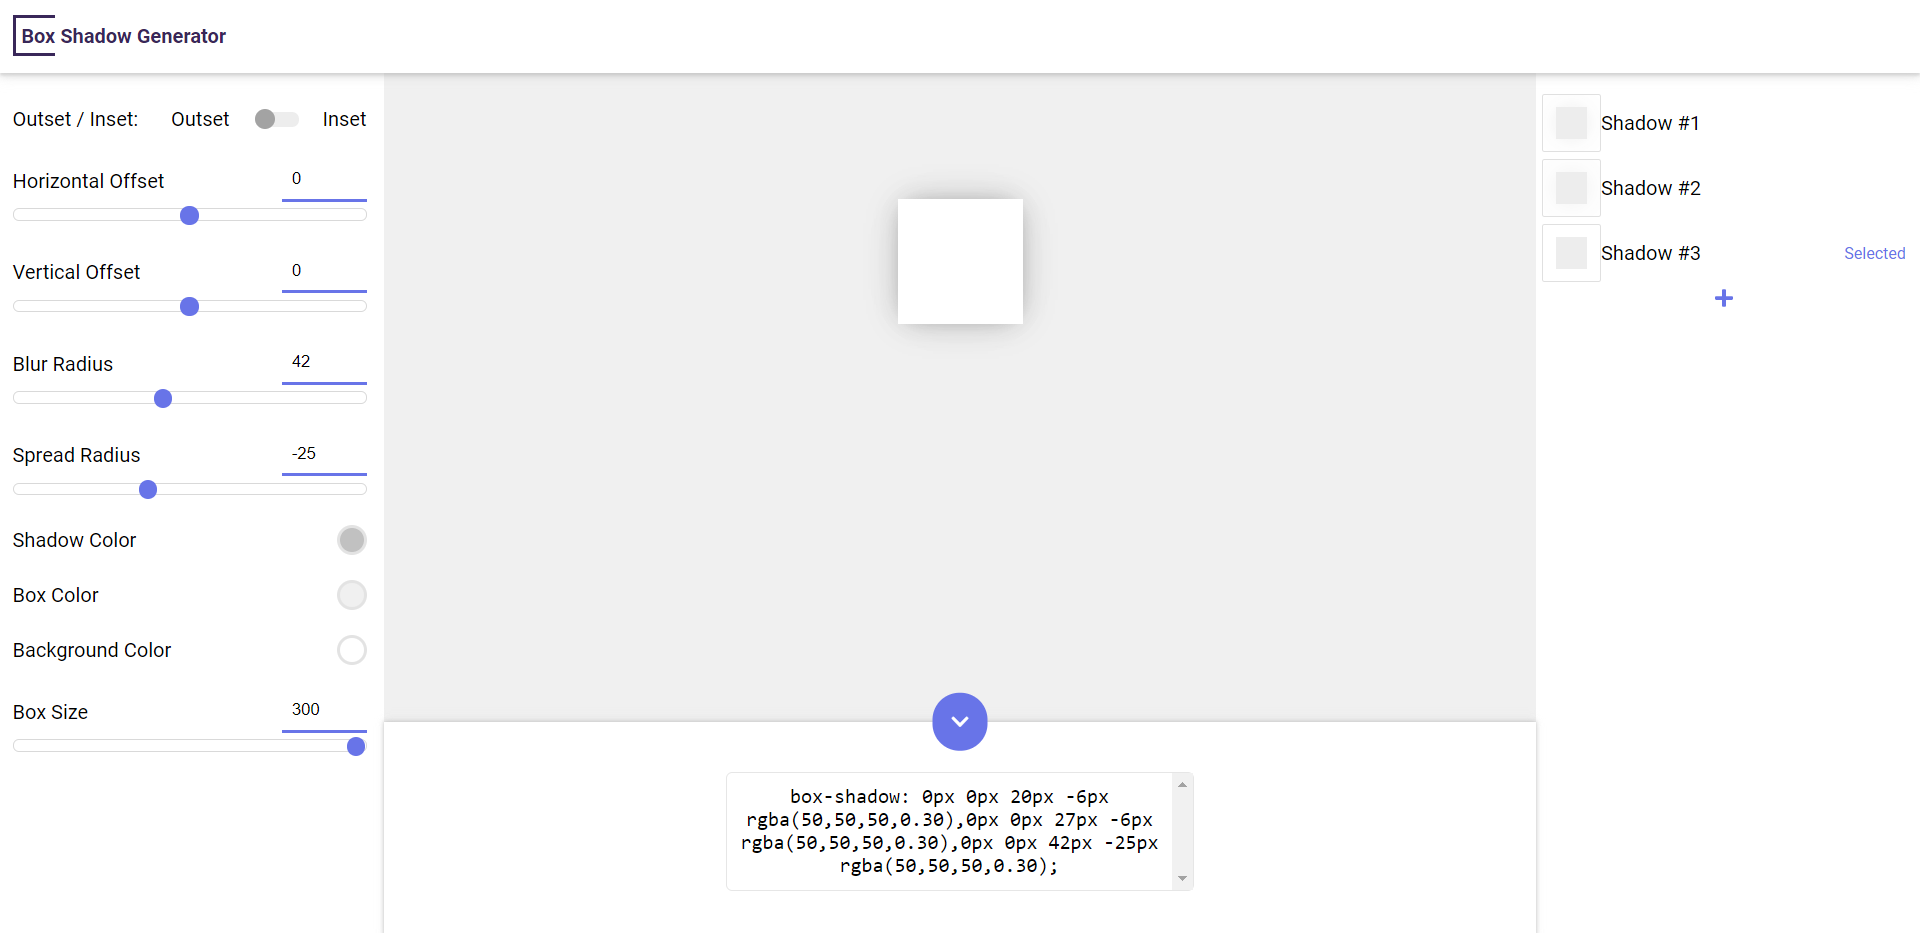 Box Shadow Generator
Outset / Inset: Outset Inset
Horizontal Offset 0
Vertical Offset 0
Blur Radius 42
Spread Radius -25
Shadow Color
Box Color
Background Color
Box Size 300
box-shadow: 0px 0px 20px -6px
rgba(50,50,50,0.30),0px 0px 27px -6px
rgba(50,50,50,0.30),0px 0px 42px -25px
rgba(50,50,50,0.30);
Shadow #1
Shadow #2
Shadow #3 Selected